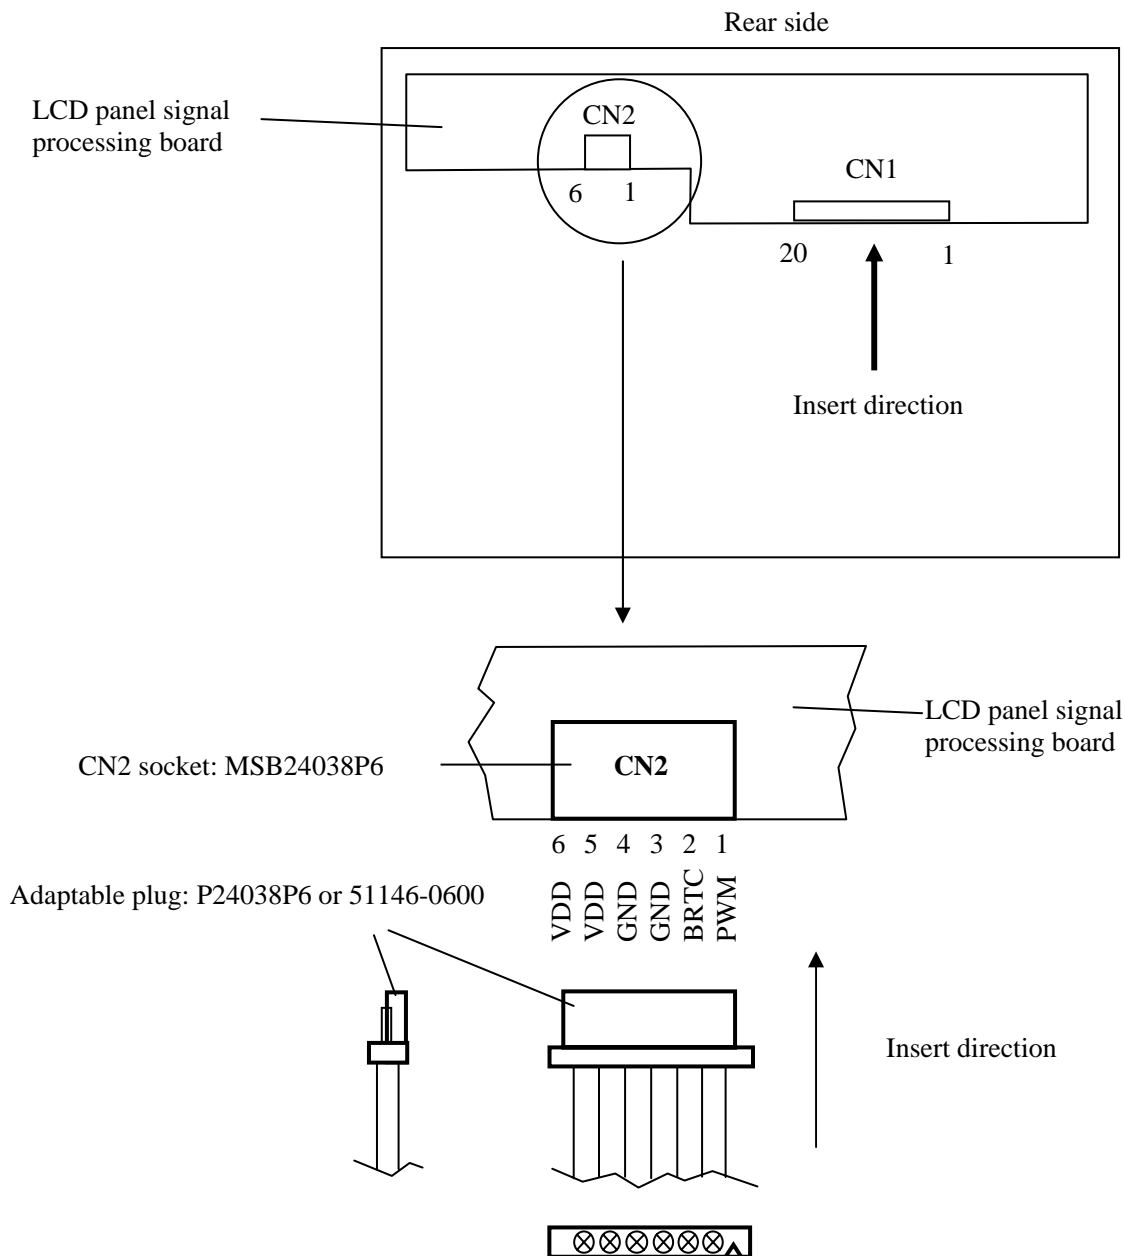 Rear side
LCD panel signal
processing board
CN2
6 1
CN1
20 1
Insert direction
LCD panel signal
processing board
CN2 socket: MSB24038P6
CN2
6 5 4 3 2 1
Adaptable plug: P24038P6 or 51146-0600
VDD
VDD
GND
GND
BRTC
PWM
Insert direction